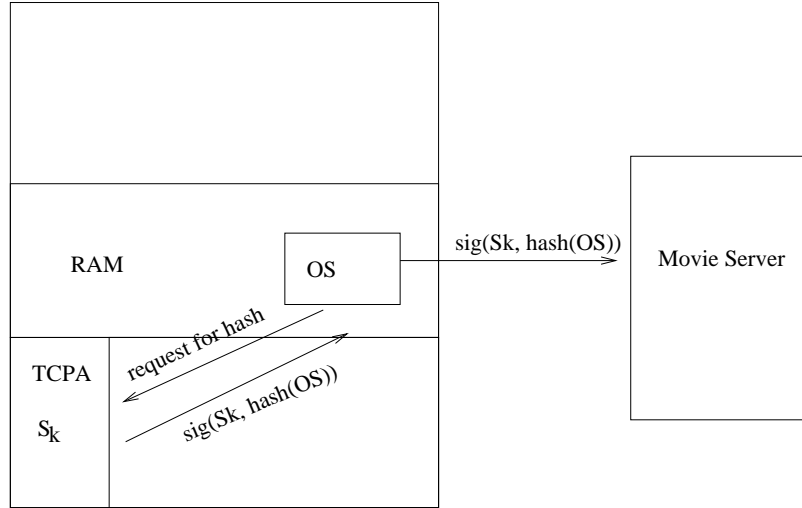 RAM
OS
sig(Sk, hash(OS))
Movie Server
request for hash
TCPA
sig(Sk, hash(OS))
Sk